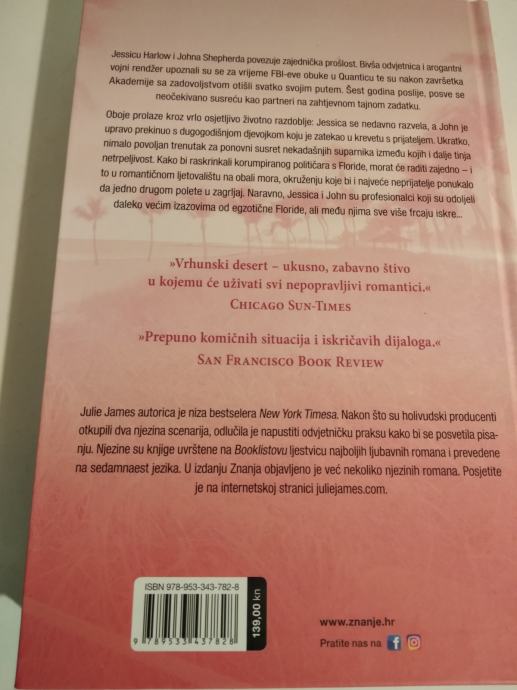 Jessicu Harlow i Johna Shepherda povezuje zajednička prošlost. Bivša odvjetnica i arogantni
vojni rendžer upoznali su se za vrijeme FBI-eve obuke u Quanticu te su nakon završetka
Akademije sa zadovoljstvom otišli svatko svojim putem. Šest godina poslije, posve se
neočekivano susreću kao partneri na zahtjevnom tajnom zadatku.
Oboje prolaze kroz vrlo osjetljivo životno razdoblje: Jessica se nedavno razvela, a John je
upravo prekinuo s dugogodišnjom djevojkom koju je zatekao u krevetu s prijateljem. Ukratko,
nimalo povoljan trenutak za ponovni susret nekadašnjih suparnika između kojih i dalje tinja
netrpeljivost. Kako bi raskrinkali korumpiranog političara s Floride, morat će raditi zajedno – i
to u romantičnom ljetovalištu na obali mora, okruženju koje bi i najveće neprijatelje ponukalo
da jedno drugom polete u zagrljaj. Naravno, Jessica i John su profesionalci koji su odoljeli
daleko većim izazovima od egzotične Floride, ali među njima sve više frcaju iskre...
»Vrhunski desert – ukusno, zabavno štivo
u kojemu će uživati svi nepopravljivi romantici.«
Chicago Sun-Times
»Prepuno komičnih situacija i iskričavih dijaloga.«
San Francisco Book Review
Julie James autorica je niza bestselera New York Timesa. Nakon što su holivudski producenti
otkupili dva njezina scenarija, odlučila je napustiti odvjetničku praksu kako bi se posvetila pisa-
nju. Njezine su knjige uvrštene na Booklistovu ljestvicu najboljih ljubavnih romana i prevedene
na sedamnaest jezika. U izdanju Znanja objavljeno je već nekoliko njezinih romana. Posjetite
je na internetskoj stranici juliejames.com.
ISBN 978-953-343-782-8
9 789533 437828
139,00 kn
www.znanje.hr
Pratite nas na f